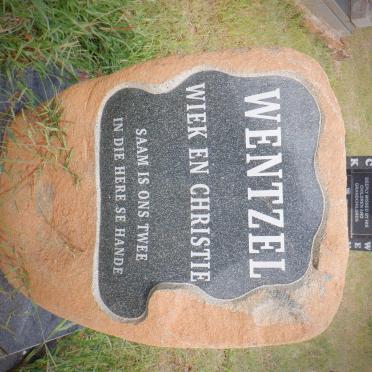 WENTZEL
WIEK EN CHRISTIE
SAAM IS ONS TWEE
IN DIE HERE SE HANDE